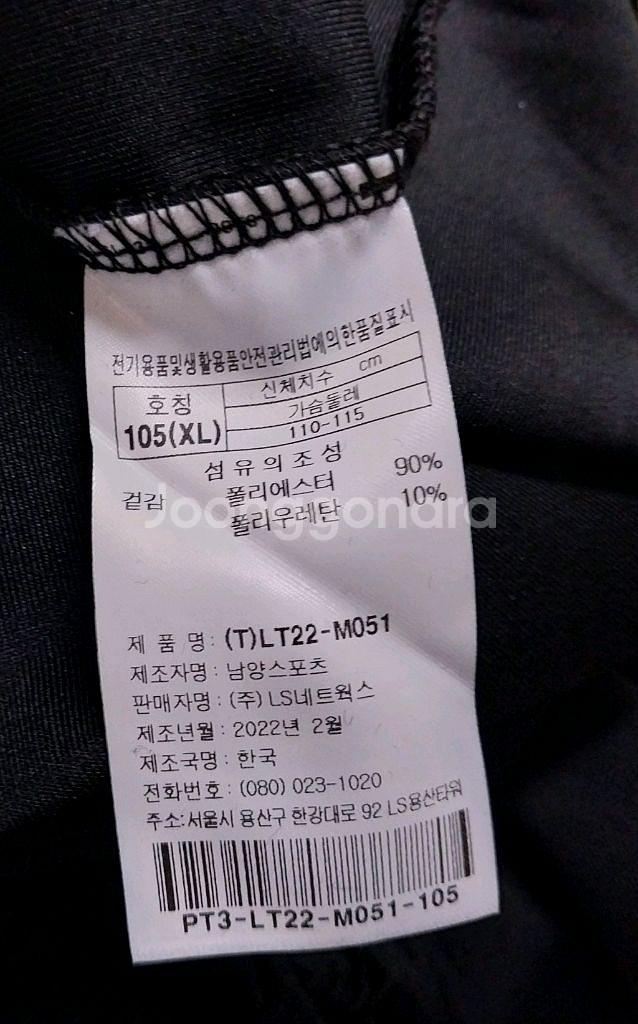 전기용품및생활용품안전관리법에의한품질표시
호칭
105(XL)
신체치수 cm
가슴둘레
110-115
섬유의조성
겉감 폴리에스터 90%
폴리우레탄 10%
Joonggonara
제 품 명 : (T)LT22-M051
제조자명 : 남양스포츠
판매자명 : (주) LS네트웍스
제조년월 : 2022년 2월
제조국명 : 한국
전화번호 : (080) 023-1020
주소:서울시 용산구 한강대로 92 LS용산타워
PT3-LT22-M051-105